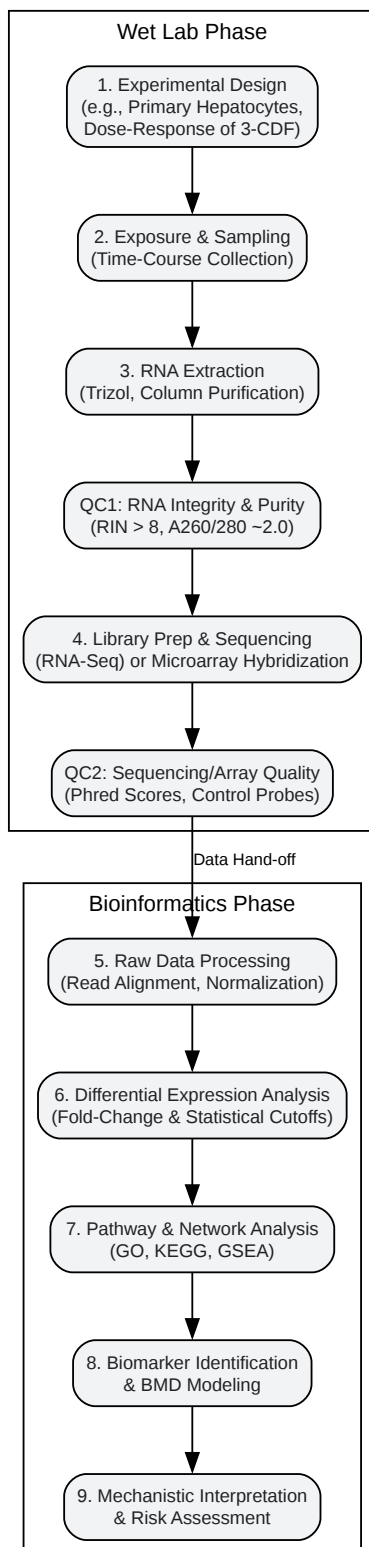 Wet Lab Phase
1. Experimental Design
(e.g., Primary Hepatocytes,
Dose-Response of 3-CDF)
2. Exposure & Sampling
(Time-Course Collection)
3. RNA Extraction
(Trizol, Column Purification)
QC1: RNA Integrity & Purity
(RIN > 8, A260/280 ~2.0)
4. Library Prep & Sequencing
(RNA-Seq) or Microarray Hybridization
QC2: Sequencing/Array Quality
(Phred Scores, Control Probes)
Data Hand-off
Bioinformatics Phase
5. Raw Data Processing
(Read Alignment, Normalization)
6. Differential Expression Analysis
(Fold-Change & Statistical Cutoffs)
7. Pathway & Network Analysis
(GO, KEGG, GSEA)
8. Biomarker Identification
& BMD Modeling
9. Mechanistic Interpretation
& Risk Assessment